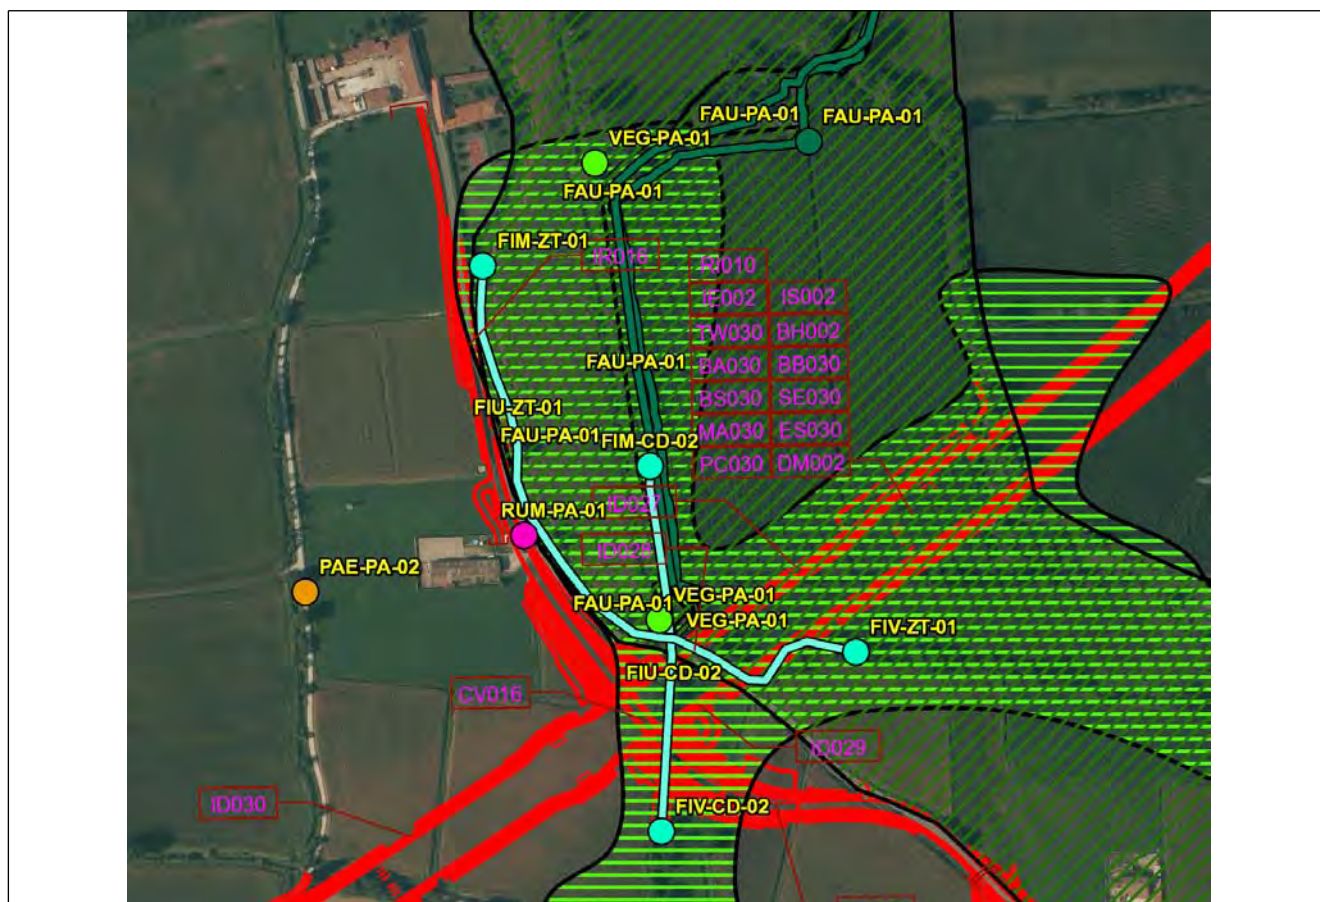 FAU-PA-01 FAU-PA-01
VEG-PA-01
FAU-PA-01
FIM-ZT-01
IR016
RI010
IE002 IS002
TW030 BH002
FAU-PA-01
BA030 BB030
FIU-ZT-01
BS030 SE030
FAU-PA-01
FIM-CD-02
MA030 ES030
PC030 DM002
RUM-PA-01
ID027
ID028
PAE-PA-02
VEG-PA-01
FAU-PA-01
VEG-PA-01
FIV-ZT-01
FIU-CD-02
CV016
ID029
ID030
FIV-CD-02